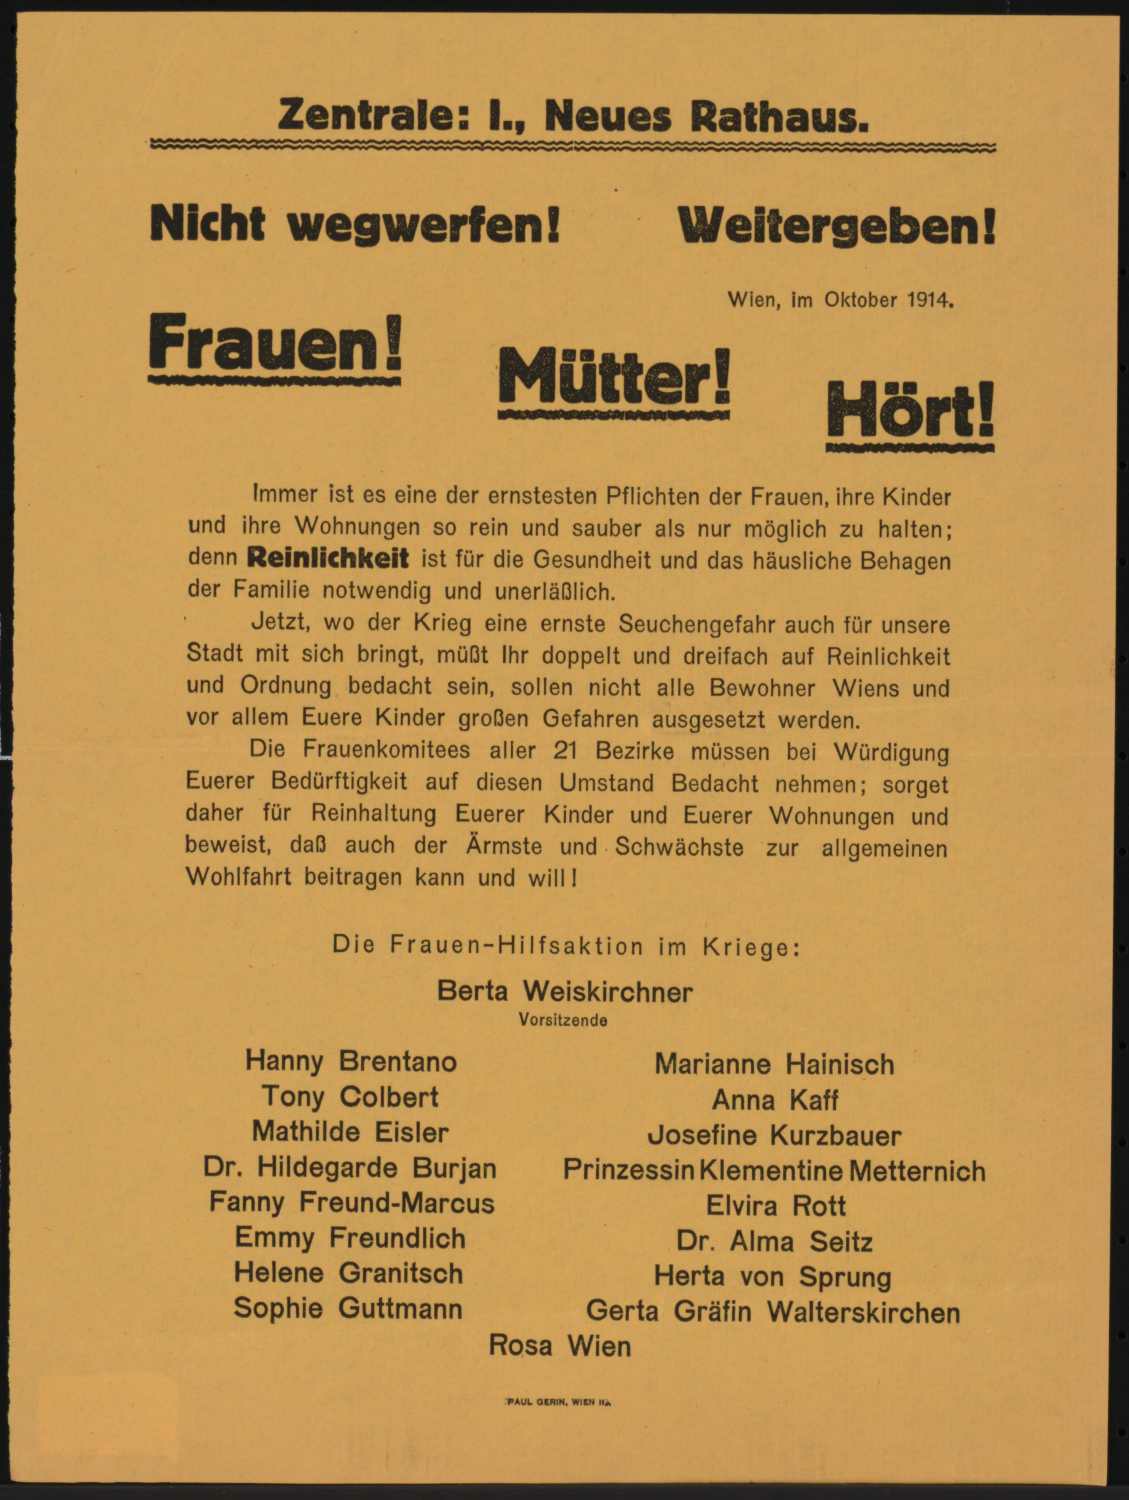 Zentrale: I., Neues Rathaus.
Nicht wegwerfen! Weitergeben!
Wien, im Oktober 1914.
Frauen!
Mütter!
Hört!
Immer ist es eine der ernstesten Pflichten der Frauen, ihre Kinder
und ihre Wohnungen so rein und sauber als nur möglich zu halten;
denn Reinlichkeit ist für die Gesundheit und das häusliche Behagen
der Familie notwendig und unerläßlich.
Jetzt, wo der Krieg eine ernste Seuchengefahr auch für unsere
Stadt mit sich bringt, müßt Ihr doppelt und dreifach auf Reinlichkeit
und Ordnung bedacht sein, sollen nicht alle Bewohner Wiens und
vor allem Euere Kinder großen Gefahren ausgesetzt werden.
Die Frauenkomitees aller 21 Bezirke müssen bei Würdigung
Euerer Bedürftigkeit auf diesen Umstand Bedacht nehmen; sorget
daher für Reinhaltung Euerer Kinder und Euerer Wohnungen und
beweist, daß auch der Ärmste und Schwächste zur allgemeinen
Wohlfahrt beitragen kann und will!
Die Frauen-Hilfsaktion im Kriege:
Berta Weiskirchner
Vorsitzende
Hanny Brentano
Tony Colbert
Mathilde Eisler
Dr. Hildegarde Burjan
Fanny Freund-Marcus
Emmy Freundlich
Helene Granitsch
Sophie Guttmann
Marianne Hainisch
Anna Kaff
Josefine Kurzbauer
Prinzessin Klementine Metternich
Elvira Rott
Dr. Alma Seitz
Herta von Sprung
Gerta Gräfin Walterskirchen
Rosa Wien
PAUL GERIN, WIEN II.